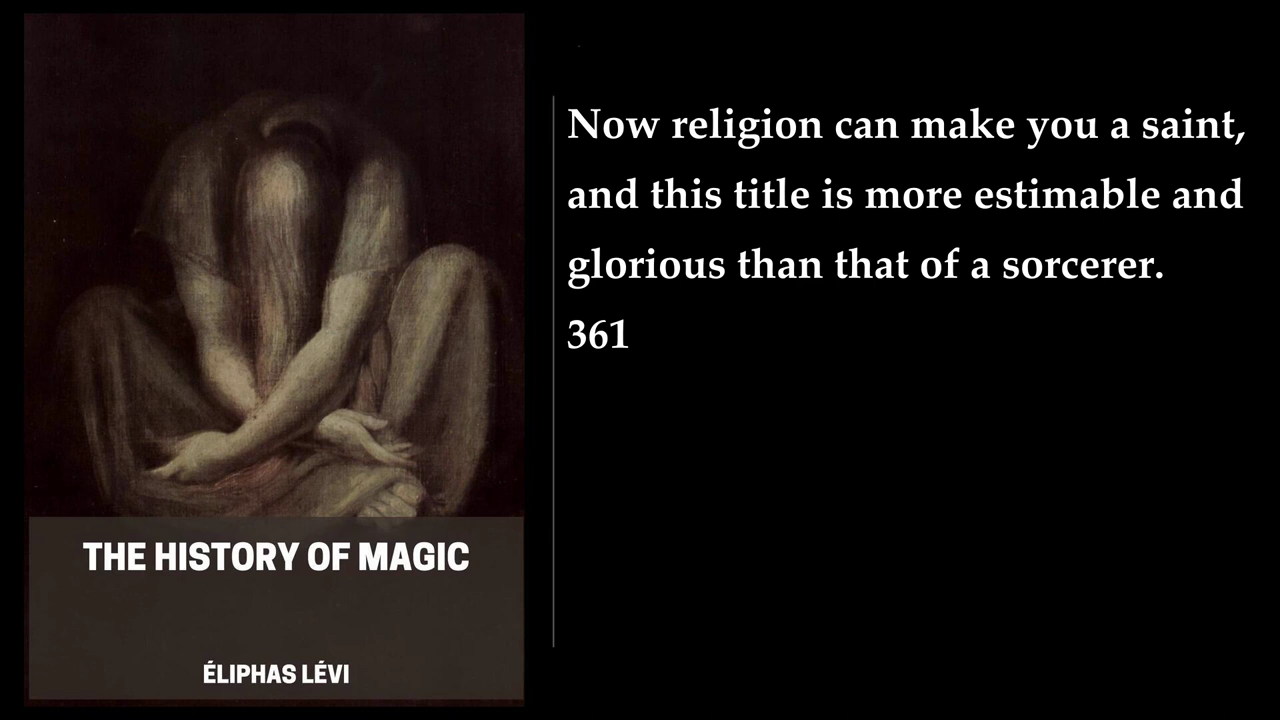 Now religion can make you a saint,
and this title is more estimable and
glorious than that of a sorcerer.
361
THE HISTORY OF MAGIC
ÉLIPHAS LÉVI